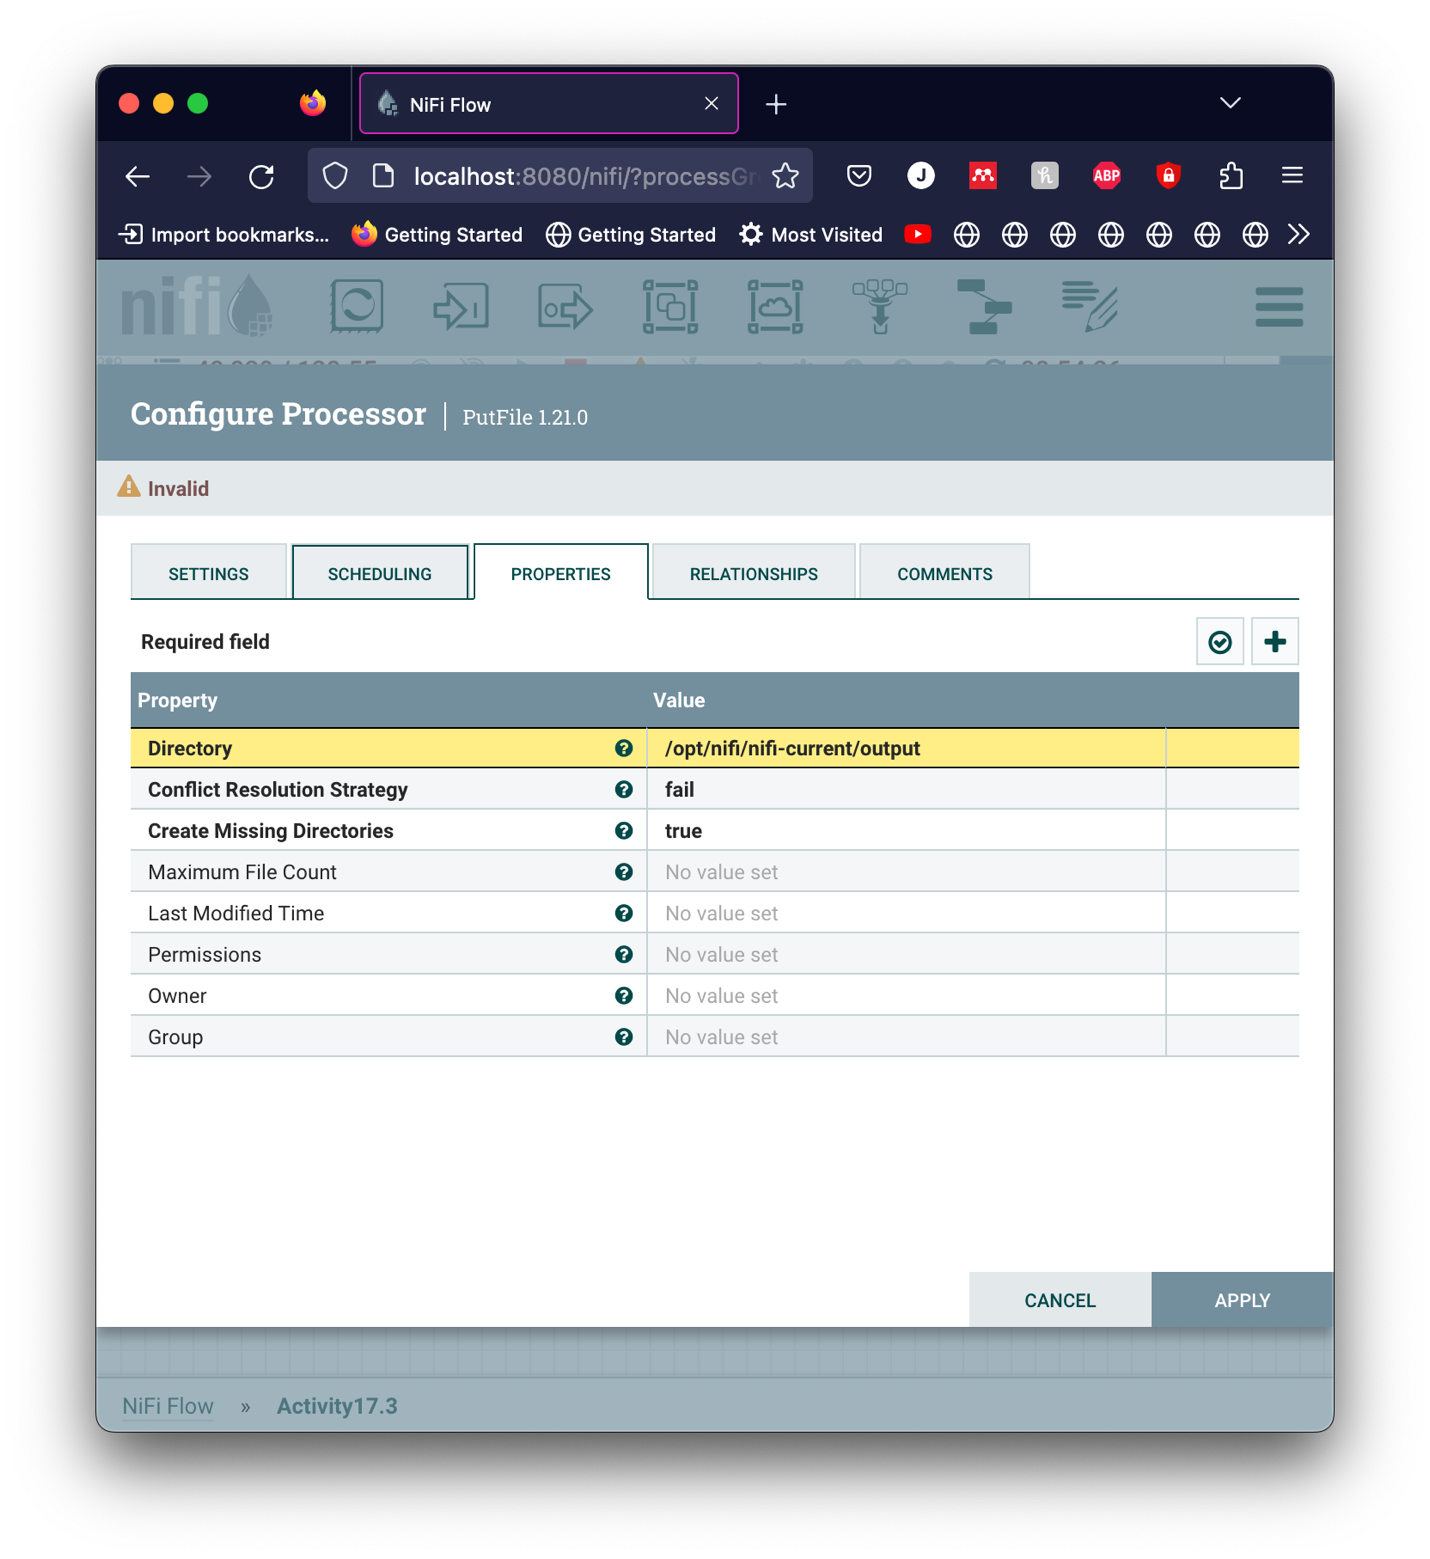 NiFi Flow
localhost:8080/nifi/?processGr
J
ABP
Import bookmarks... Getting Started Getting Started Most Visited
nifi
Configure Processor | PutFile 1.21.0
Invalid
SETTINGS SCHEDULING PROPERTIES RELATIONSHIPS COMMENTS
Required field
Property Value
Directory /opt/nifi/nifi-current/output
Conflict Resolution Strategy fail
Create Missing Directories true
Maximum File Count No value set
Last Modified Time No value set
Permissions No value set
Owner No value set
Group No value set
CANCEL APPLY
NiFi Flow » Activity17.3